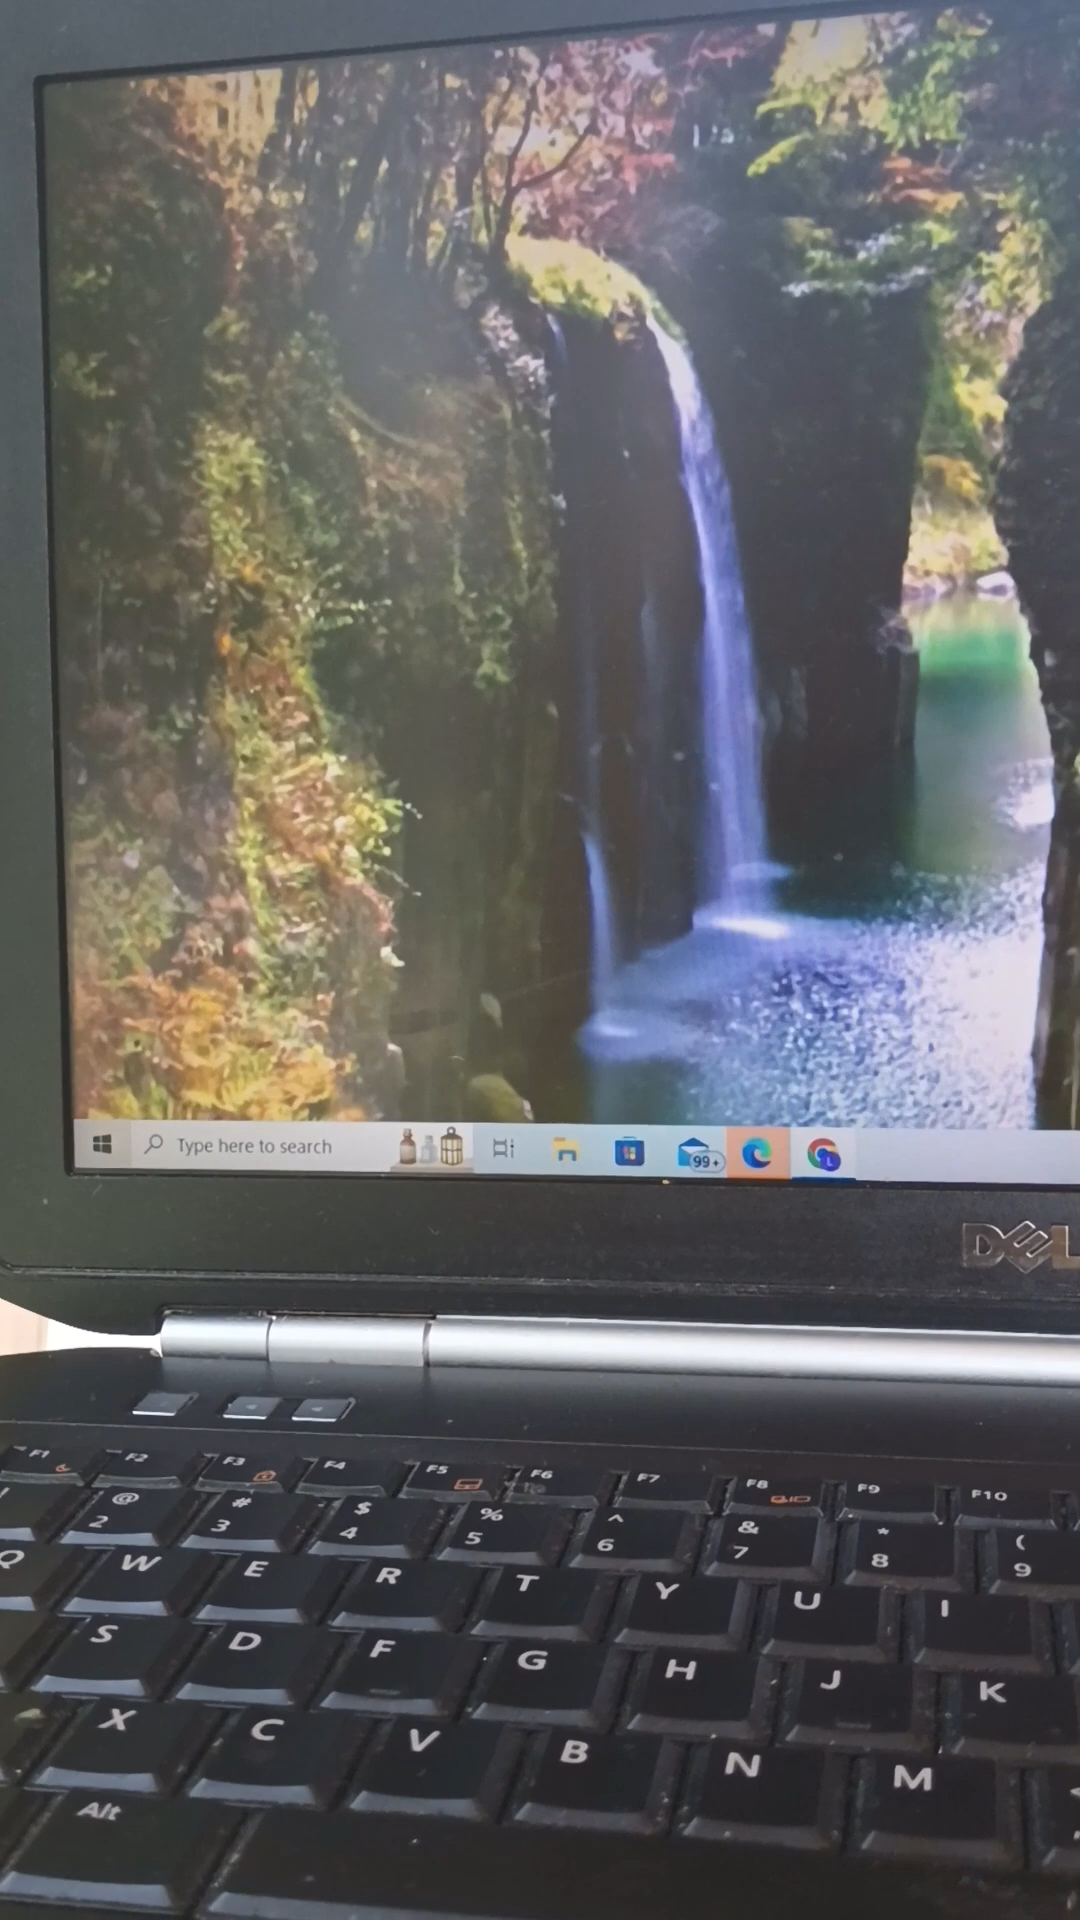 Type here to search
99+
L
DELL
F1 F2 F3 F4 F5 F6 F7 F8 F9 F10
@ # $ % ^ & * (
2 3 4 5 6 7 8 9
Q W E R T Y U I
S D F G H J K
X C V B N M
Alt